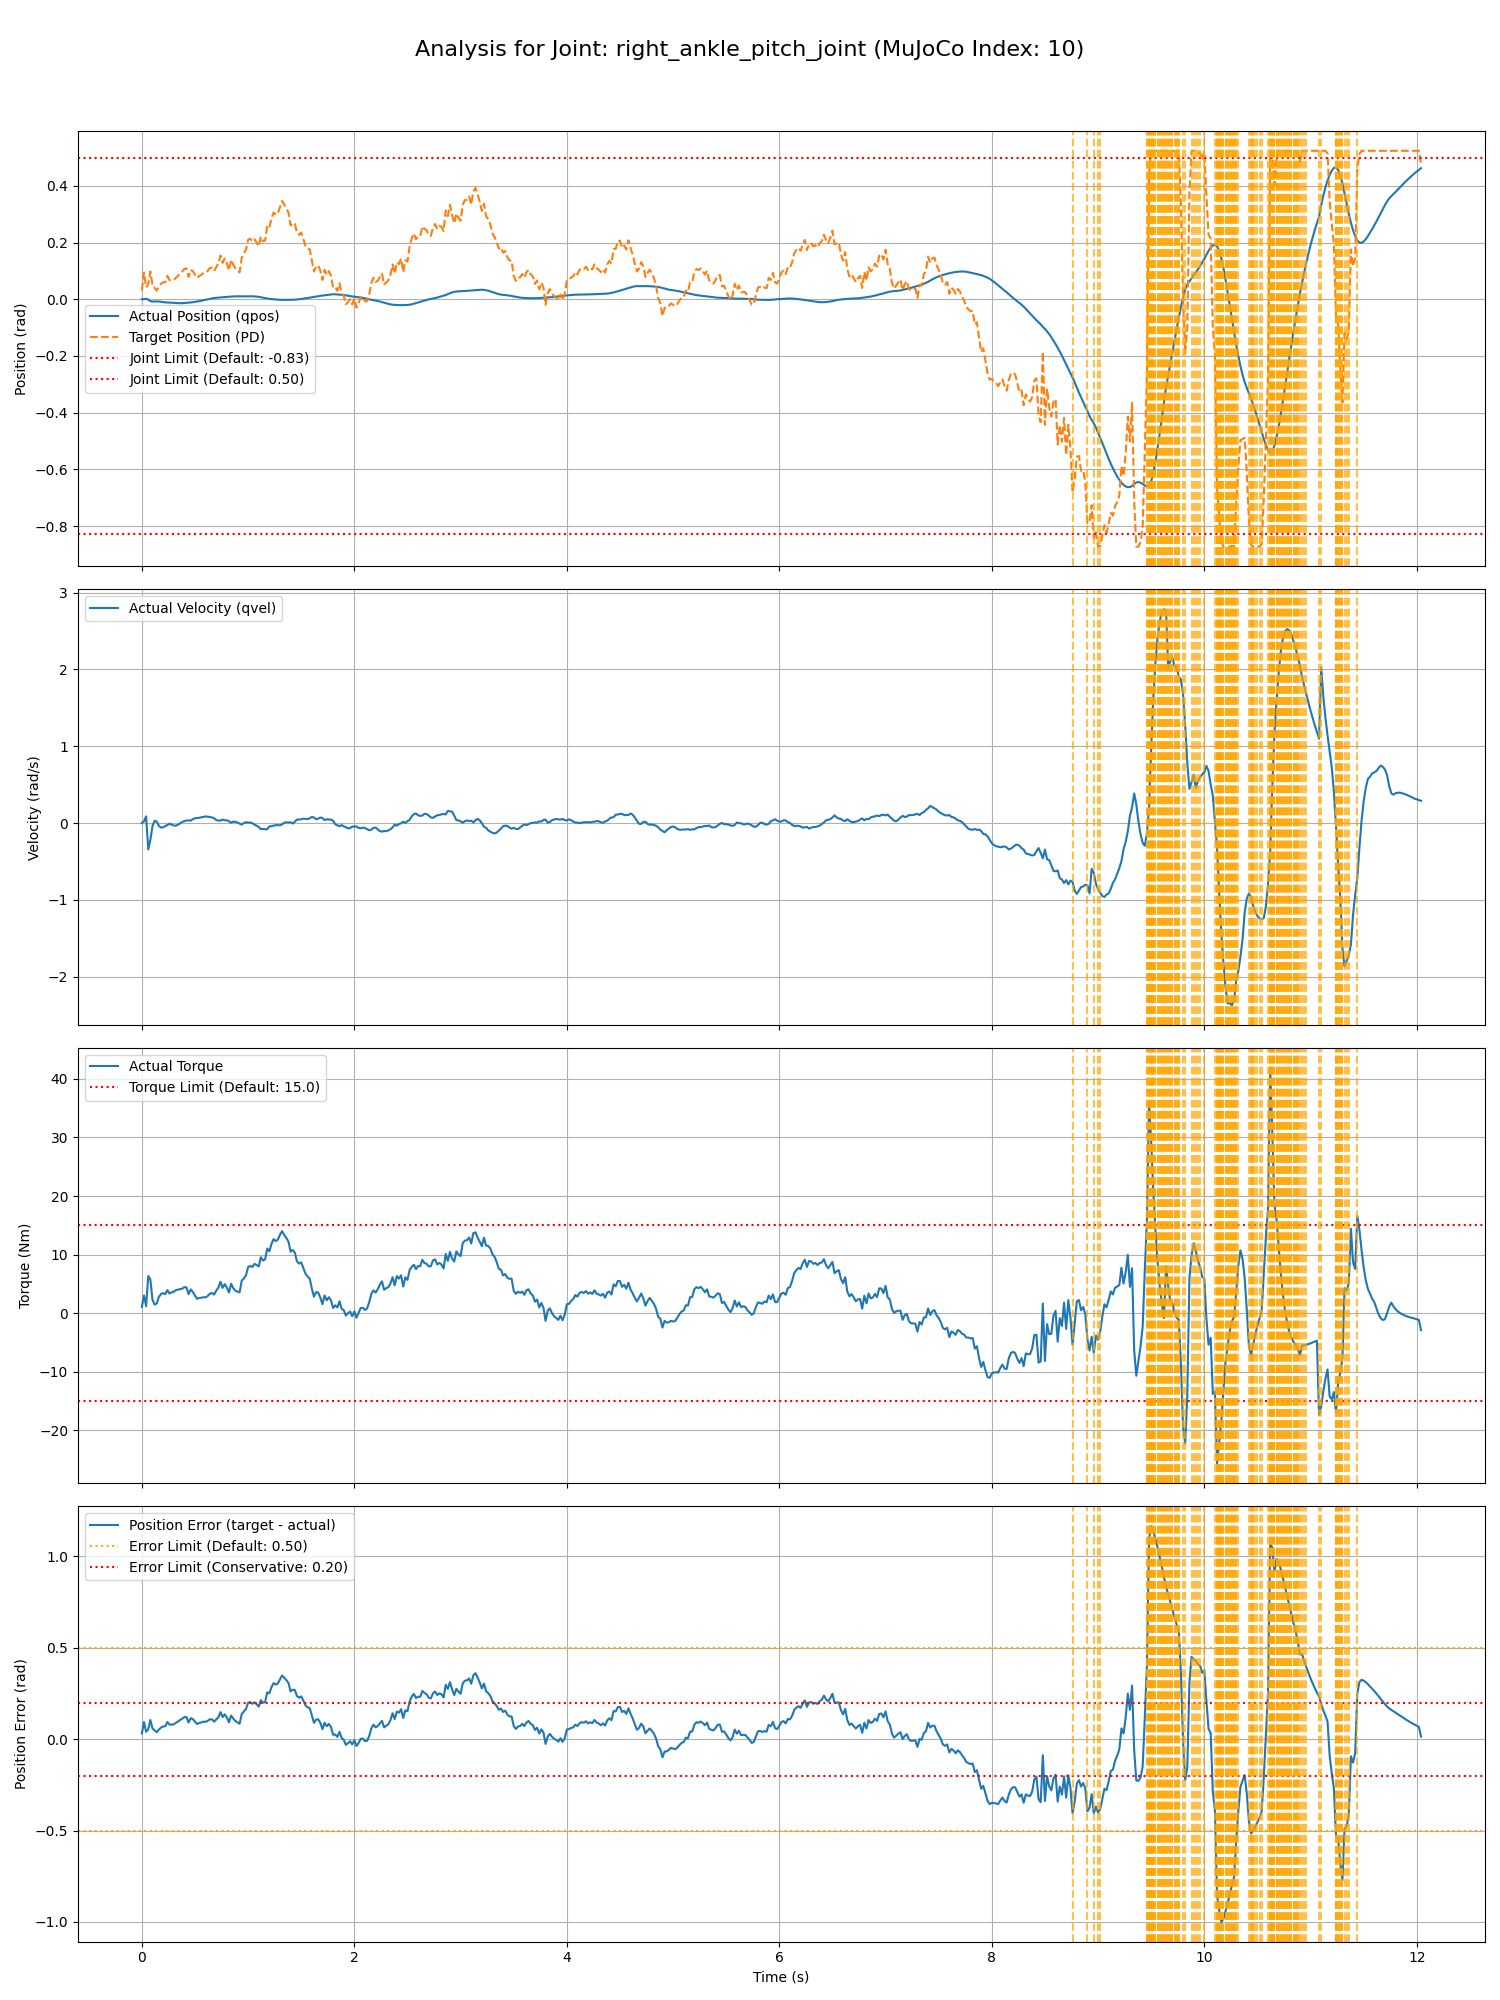 Analysis for Joint: right_ankle_pitch_joint (MuJoCo Index: 10)
0.4
0.2
0.0
−0.2
−0.4
−0.6
−0.8
Position (rad)
Actual Position (qpos)
Target Position (PD)
Joint Limit (Default: -0.83)
Joint Limit (Default: 0.50)
3
2
1
0
−1
−2
Velocity (rad/s)
Actual Velocity (qvel)
40
30
20
10
0
−10
−20
Torque (Nm)
Actual Torque
Torque Limit (Default: 15.0)
1.0
0.5
0.0
−0.5
−1.0
Position Error (rad)
Position Error (target - actual)
Error Limit (Default: 0.50)
Error Limit (Conservative: 0.20)
0 2 4 6 8 10 12
Time (s)